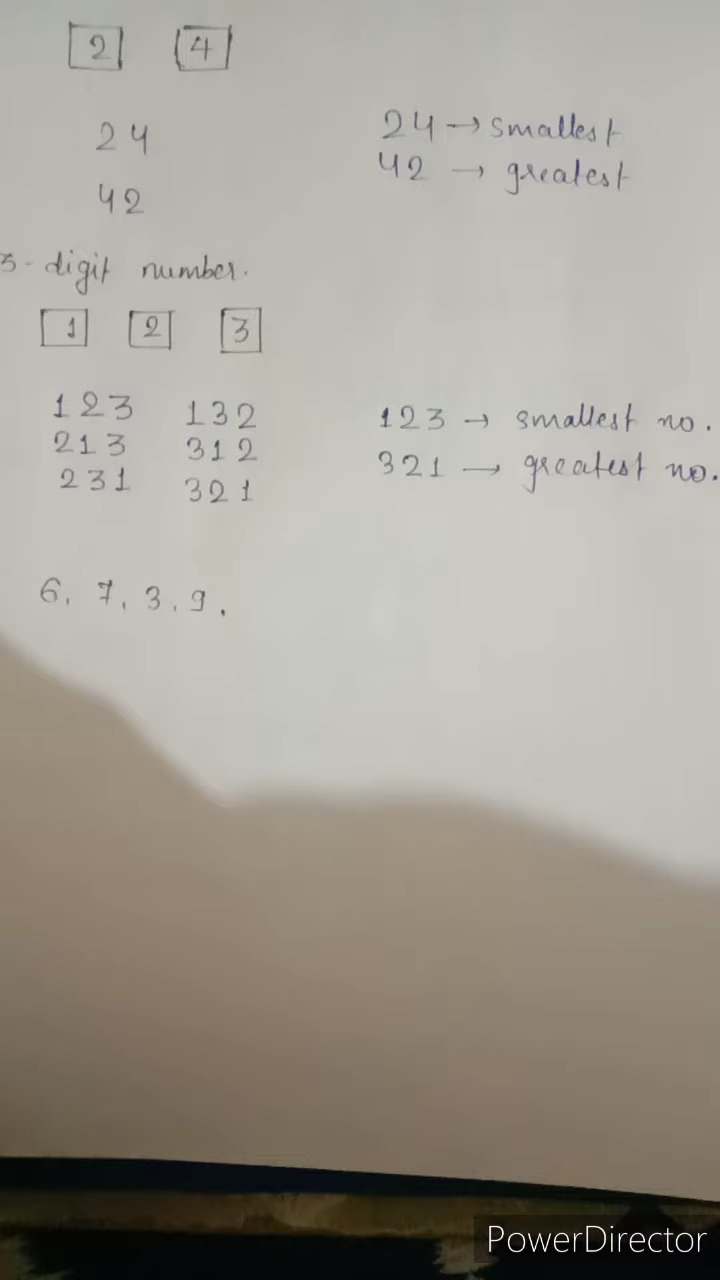 2 4
24 24 → smallest
42 42 → greatest
3-digit number.
1 2 3
123 132 123 → smallest no.
213 312 321 → greatest no.
231 321
6, 7, 3, 9.
PowerDirector